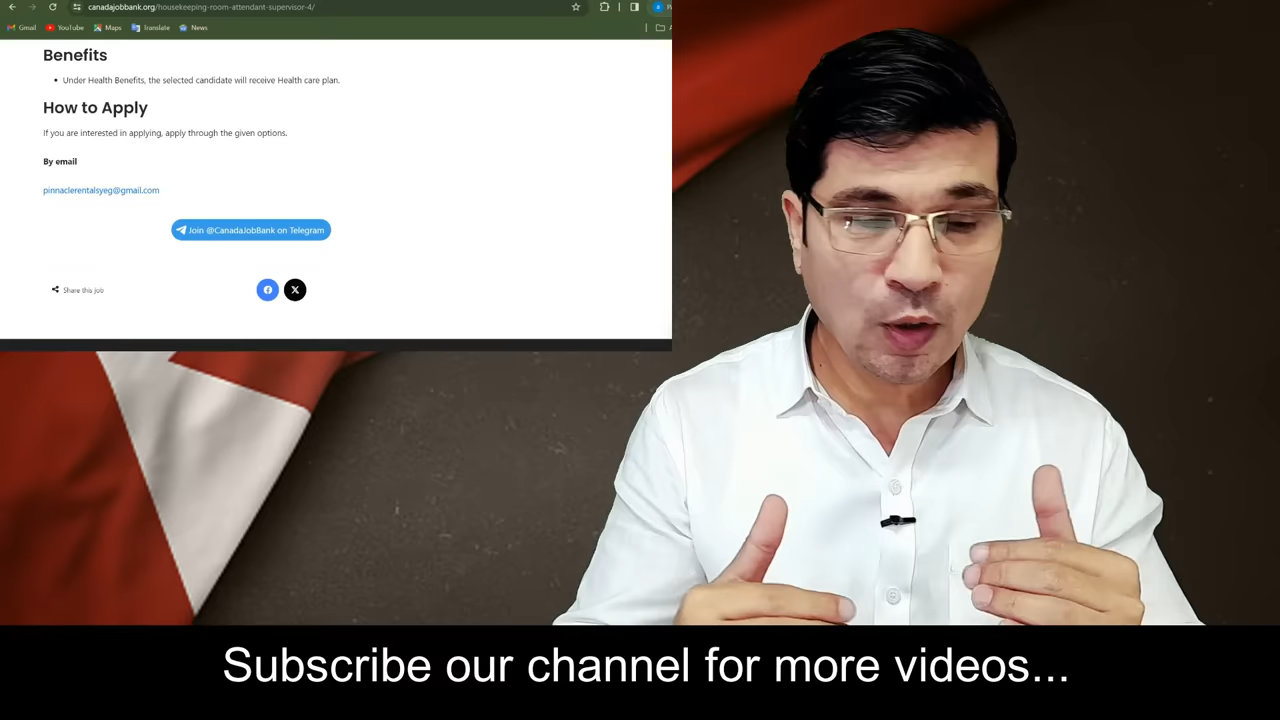 canadajobbank.org/housekeeping-room-attendant-supervisor-4/
Gmail YouTube Maps Translate News
Benefits
• Under Health Benefits, the selected candidate will receive Health care plan.
How to Apply
If you are interested in applying, apply through the given options.
By email
pinnaclerentalsyeg@gmail.com
Join @CanadaJobBank on Telegram
Share this job
Subscribe our channel for more videos...